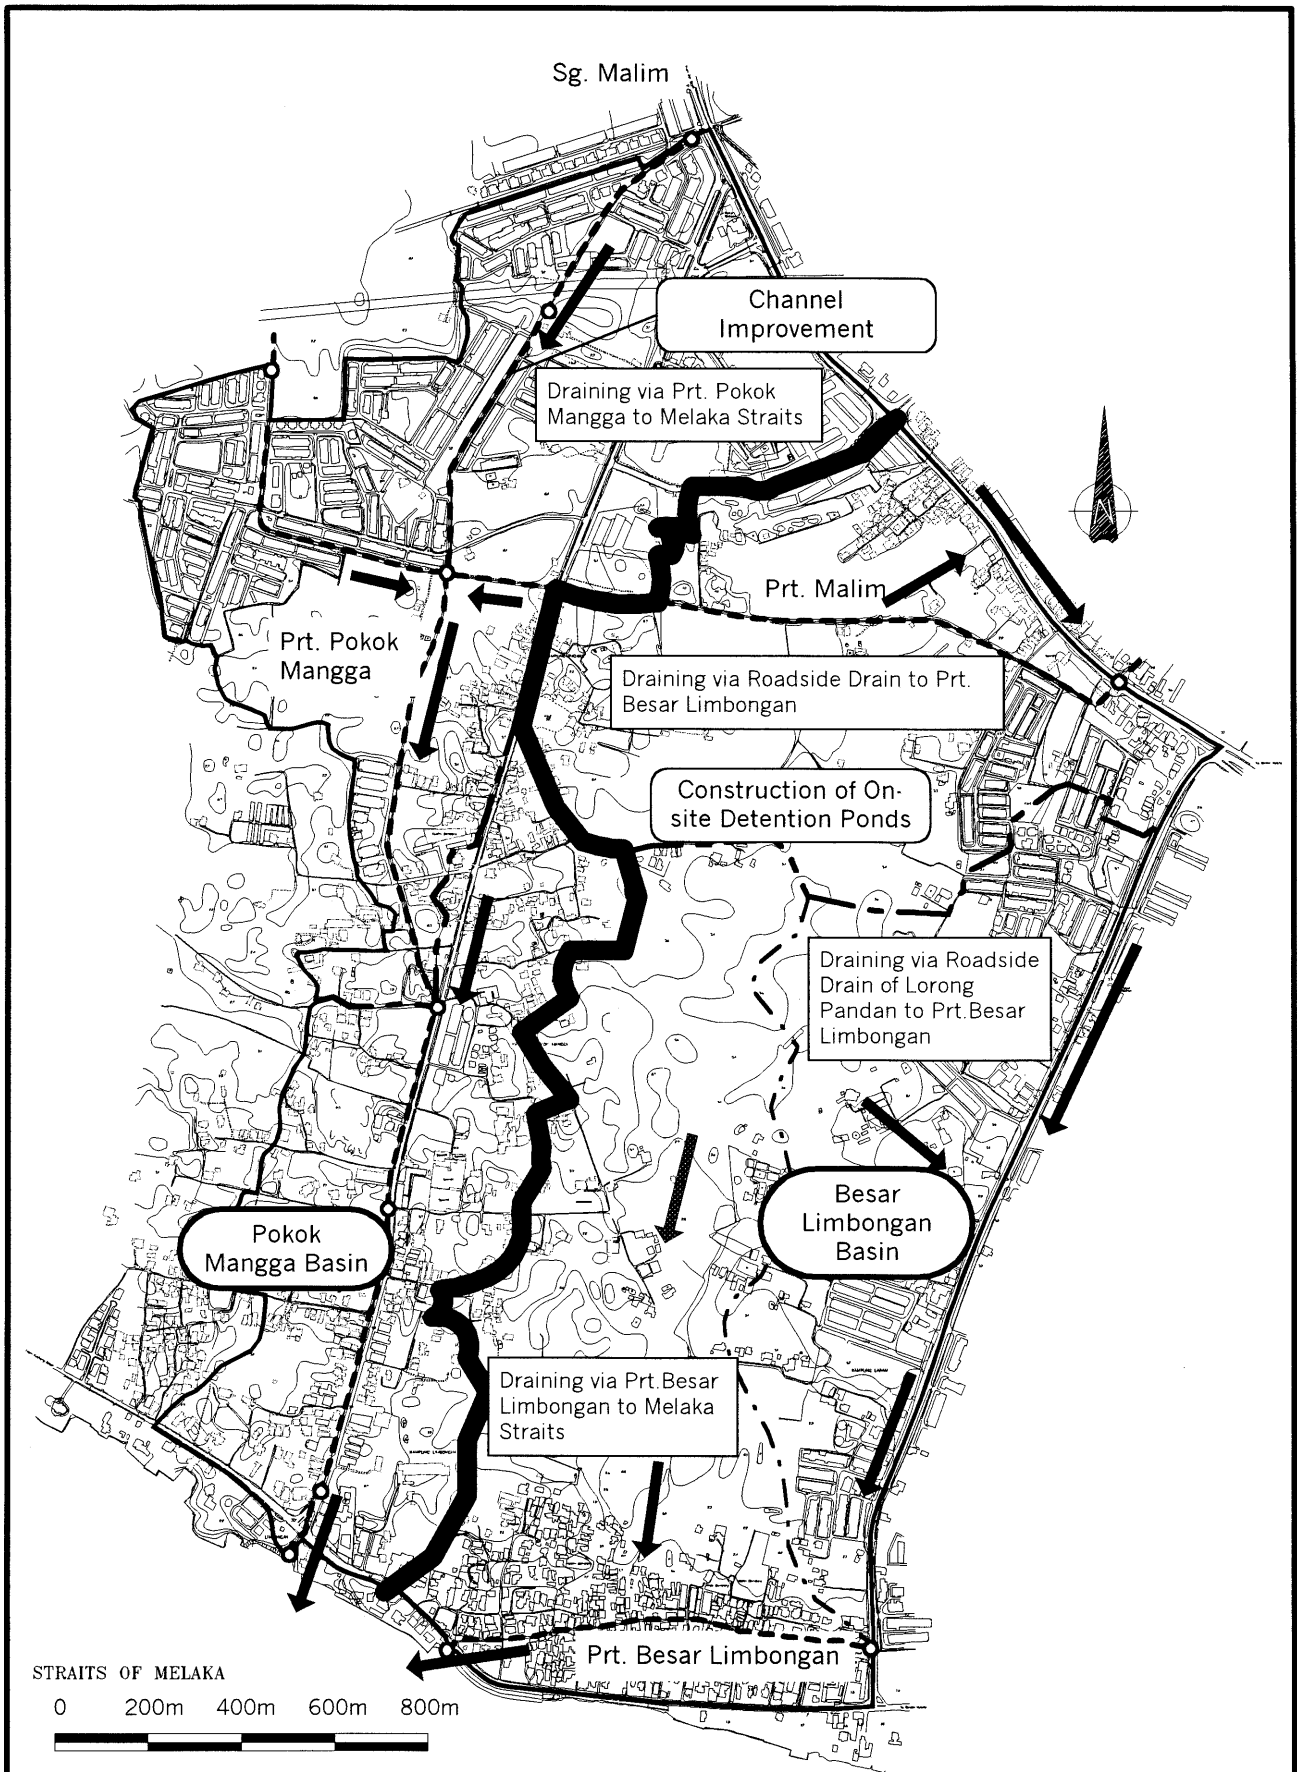 Sg. Malim
Channel
Improvement
Draining via Prt. Pokok
Mangga to Melaka Straits
N
Prt. Malim
Prt. Pokok
Mangga
Draining via Roadside Drain to Prt.
Besar Limbongan
Construction of On-
site Detention Ponds
Draining via Roadside
Drain of Lorong
Pandan to Prt.Besar
Limbongan
Besar
Limbongan
Basin
Pokok
Mangga Basin
Draining via Prt.Besar
Limbongan to Melaka
Straits
Prt. Besar Limbongan
STRAITS OF MELAKA
0 200m 400m 600m 800m